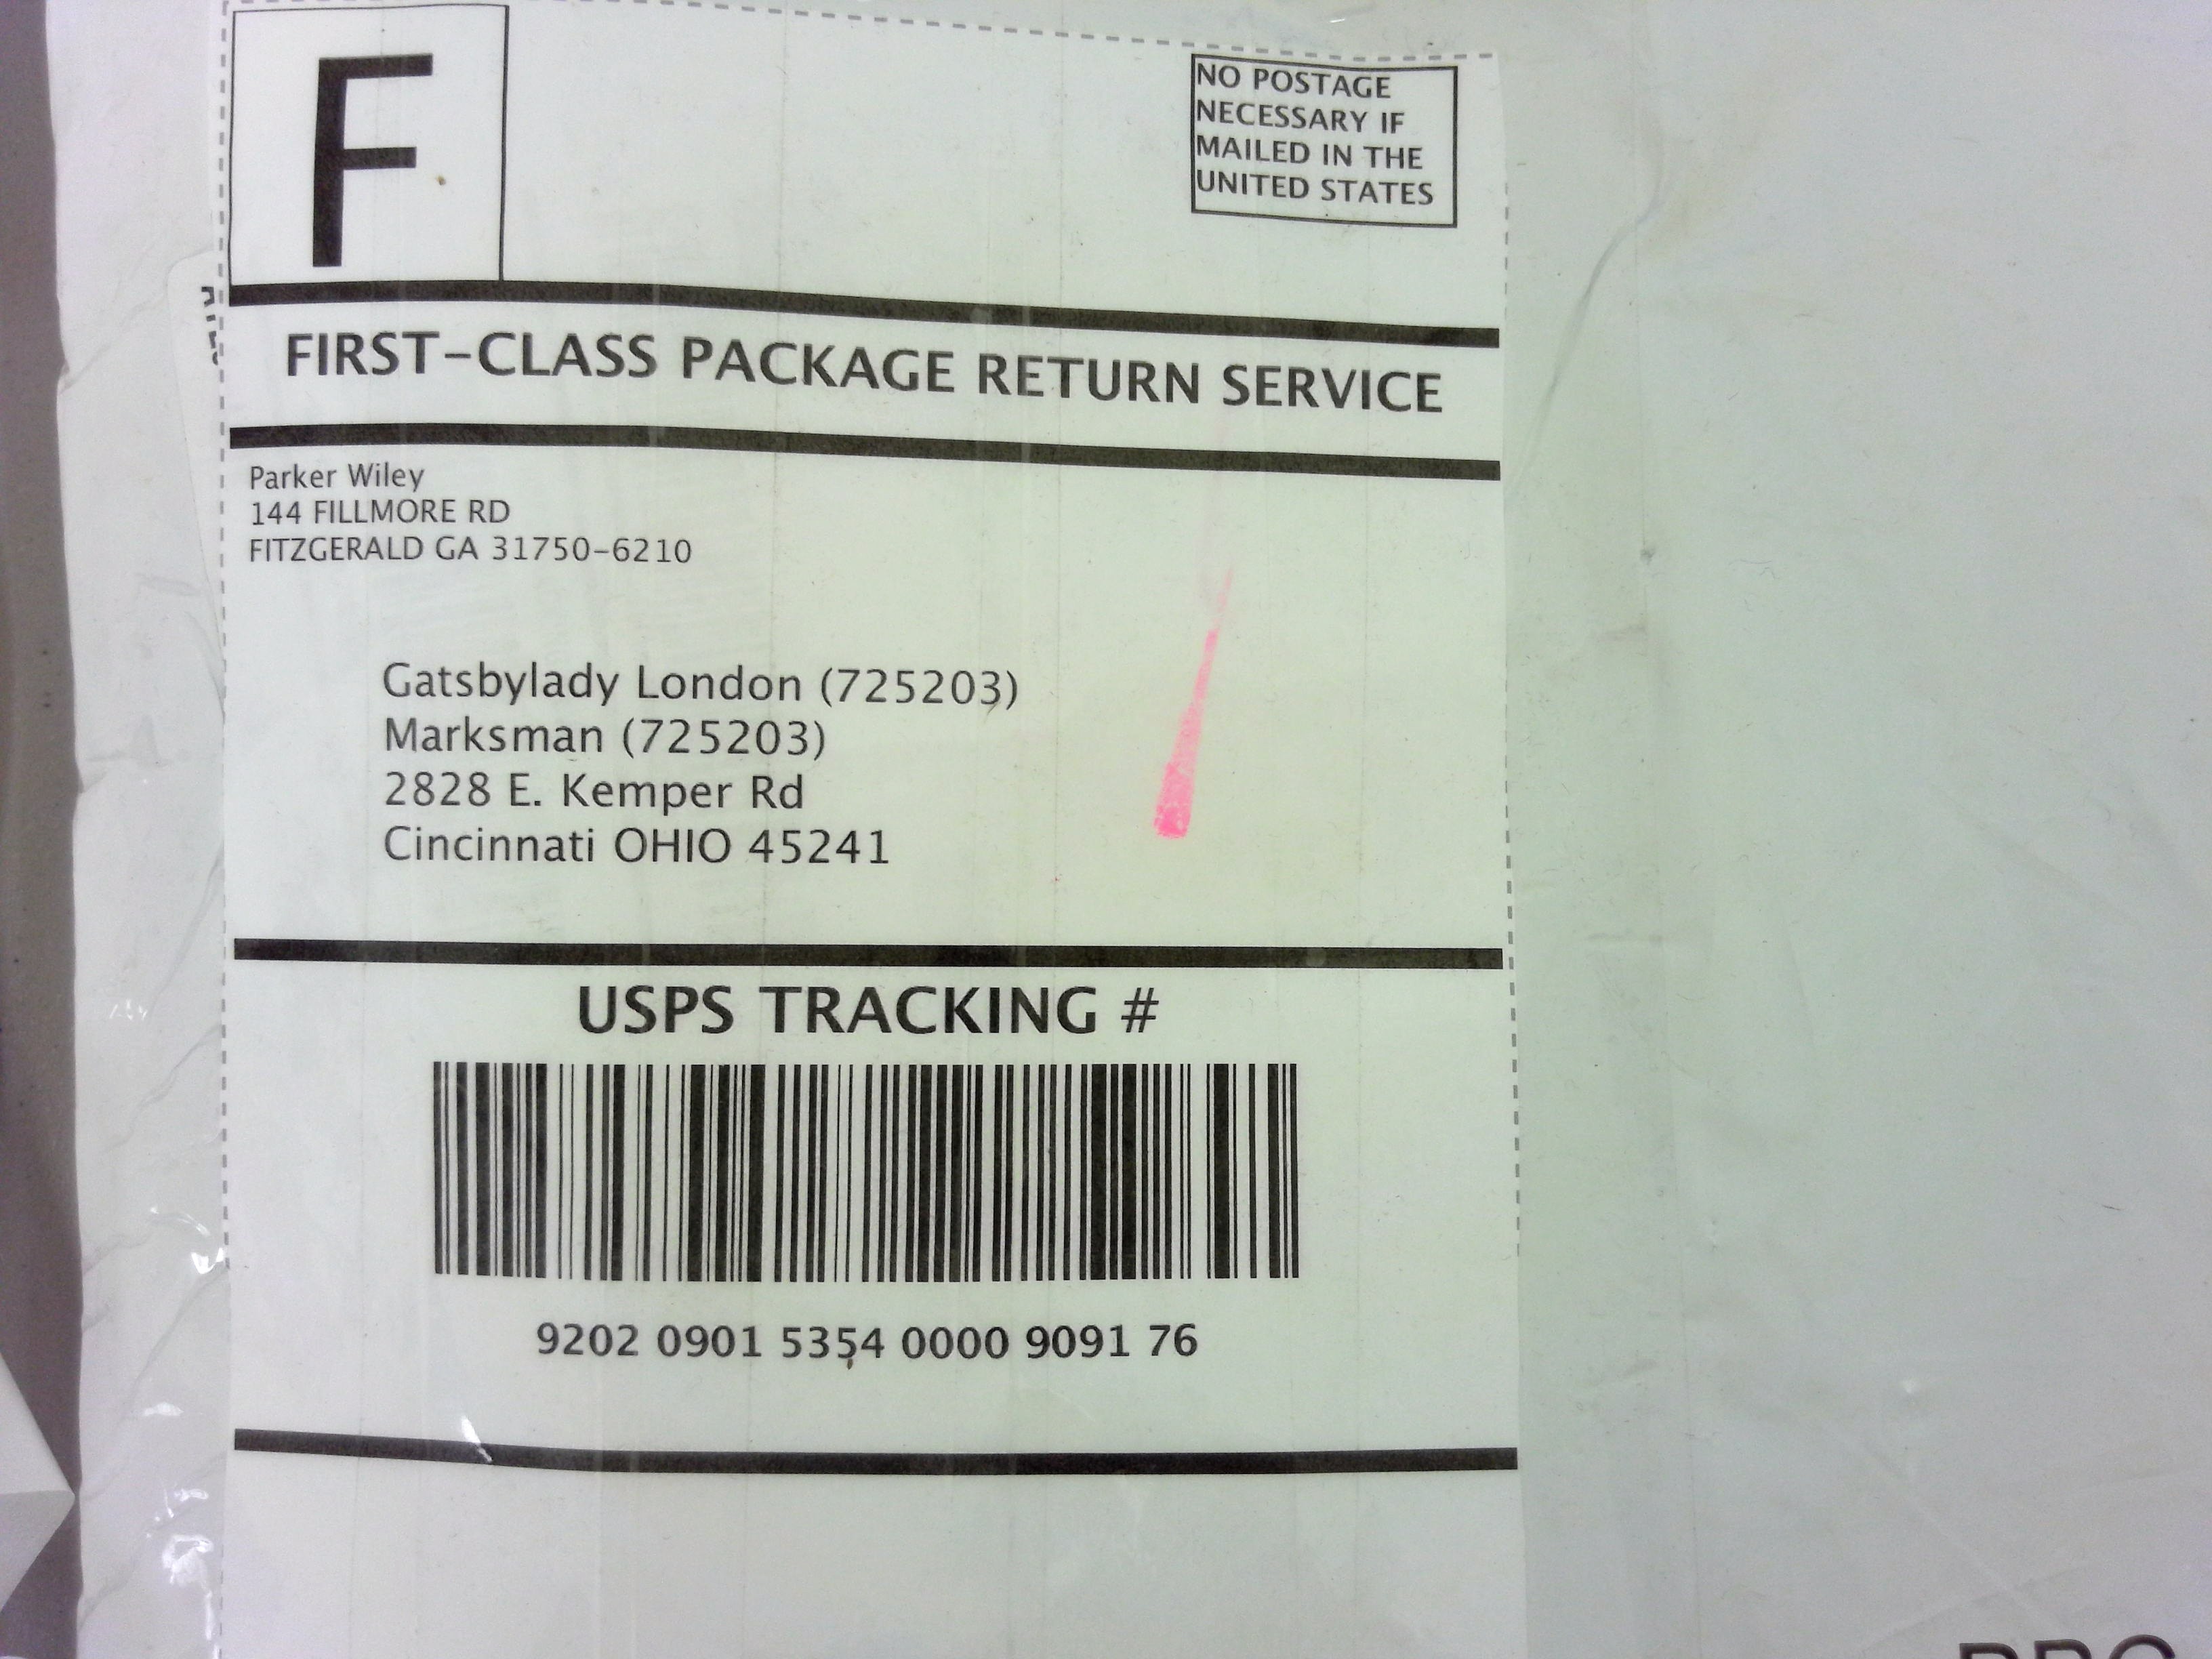 F
NO POSTAGE
NECESSARY IF
MAILED IN THE
UNITED STATES
FIRST-CLASS PACKAGE RETURN SERVICE
Parker Wiley
144 FILLMORE RD
FITZGERALD GA 31750-6210
Gatsbylady London (725203)
Marksman (725203)
2828 E. Kemper Rd
Cincinnati OHIO 45241
USPS TRACKING #
9202 0901 5354 0000 9091 76